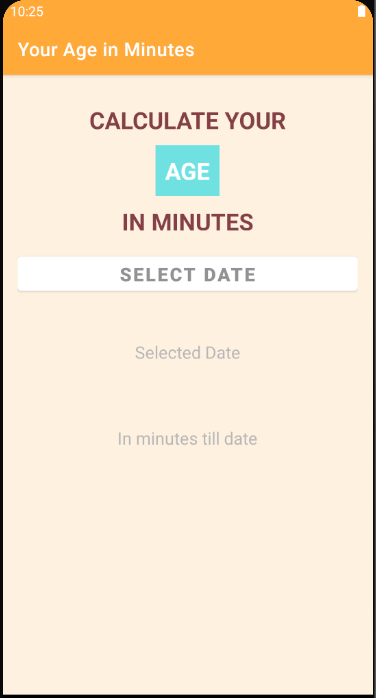 10:25
Your Age in Minutes
CALCULATE YOUR
AGE
IN MINUTES
SELECT DATE
Selected Date
In minutes till date